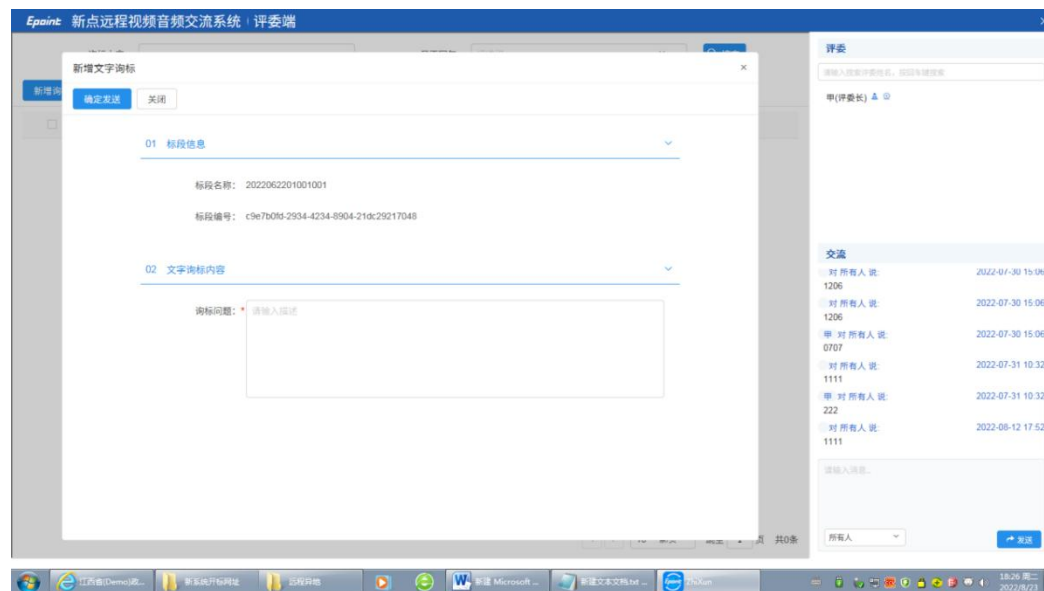 Epoint 新点远程视频音频交流系统 | 评委端
新增文字询标
×
新增询
确定发送
关闭
01 标段信息
标段名称: 2022062201001001
标段编号: c9e7b0fd-2934-4234-8904-21dc29217048
02 文字询标内容
询标问题: * 请输入描述
页 共0条
评委
请输入搜索评委姓名，按回车键搜索
甲(评委长)
交流
对 所有人 说: 2022-07-30 15:06
1206
对 所有人 说: 2022-07-30 15:06
1206
甲 对 所有人 说: 2022-07-30 15:06
0707
对 所有人 说: 2022-07-31 10:32
1111
甲 对 所有人 说: 2022-07-31 10:32
222
对 所有人 说: 2022-08-12 17:52
1111
请输入消息..
所有人
发送
江西省(Demo)政...
新系统开标网址
远程异地
新建 Microsoft ...
新建文本文档.txt ...
ZhiXun
18:26 周二
2022/8/23